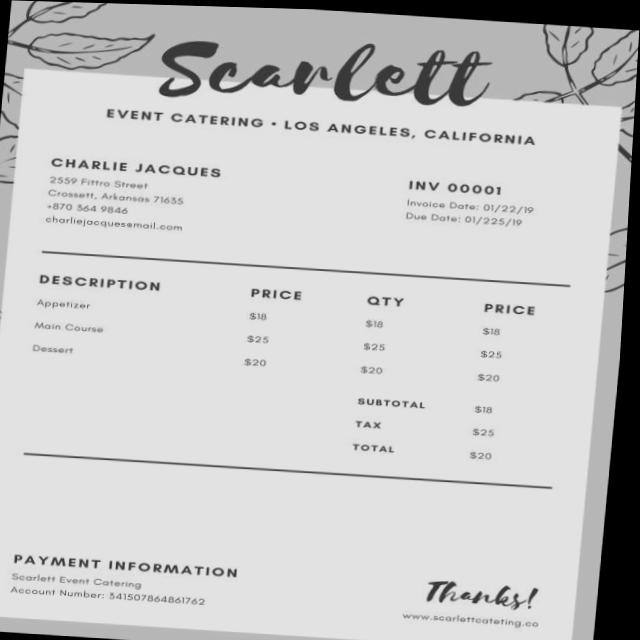 Scarlett
EVENT CATERING • LOS ANGELES, CALIFORNIA
CHARLIE JACQUES
2559 Fittro Street
Crossett, Arkansas 71635
+870 364 9846
charliejacques@mail.com
INV 00001
Invoice Date: 01/22/19
Due Date: 01/225/19
DESCRIPTION PRICE QTY PRICE
Appetizer $18 $18 $18
Main Course $25 $25 $25
Dessert $20 $20 $20
SUBTOTAL $18
TAX $25
TOTAL $20
PAYMENT INFORMATION
Scarlett Event Catering
Account Number: 341507864861762
Thanks!
www.scarlettcateting.co